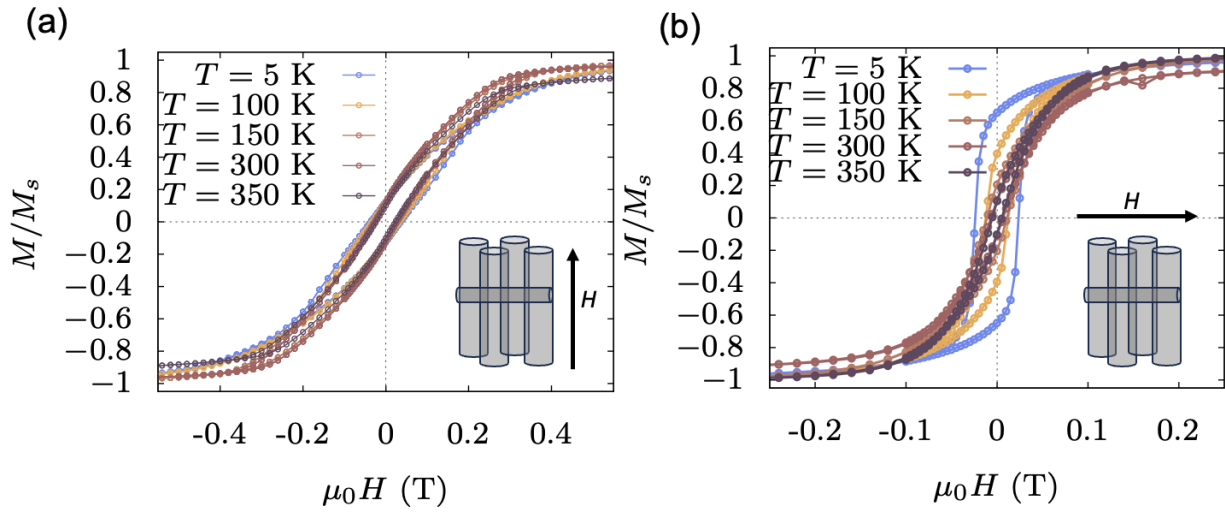 (a)
T = 5 K
T = 100 K
T = 150 K
T = 300 K
T = 350 K
1
0.8
0.6
0.4
0.2
0
−0.2
−0.4
−0.6
−0.8
−1
M/Ms
-0.4
-0.2
0
0.2
0.4
μ0H (T)
H
(b)
T = 5 K
T = 100 K
T = 150 K
T = 300 K
T = 350 K
1
0.8
0.6
0.4
0.2
0
−0.2
−0.4
−0.6
−0.8
−1
M/Ms
-0.2
-0.1
0
0.1
0.2
μ0H (T)
H